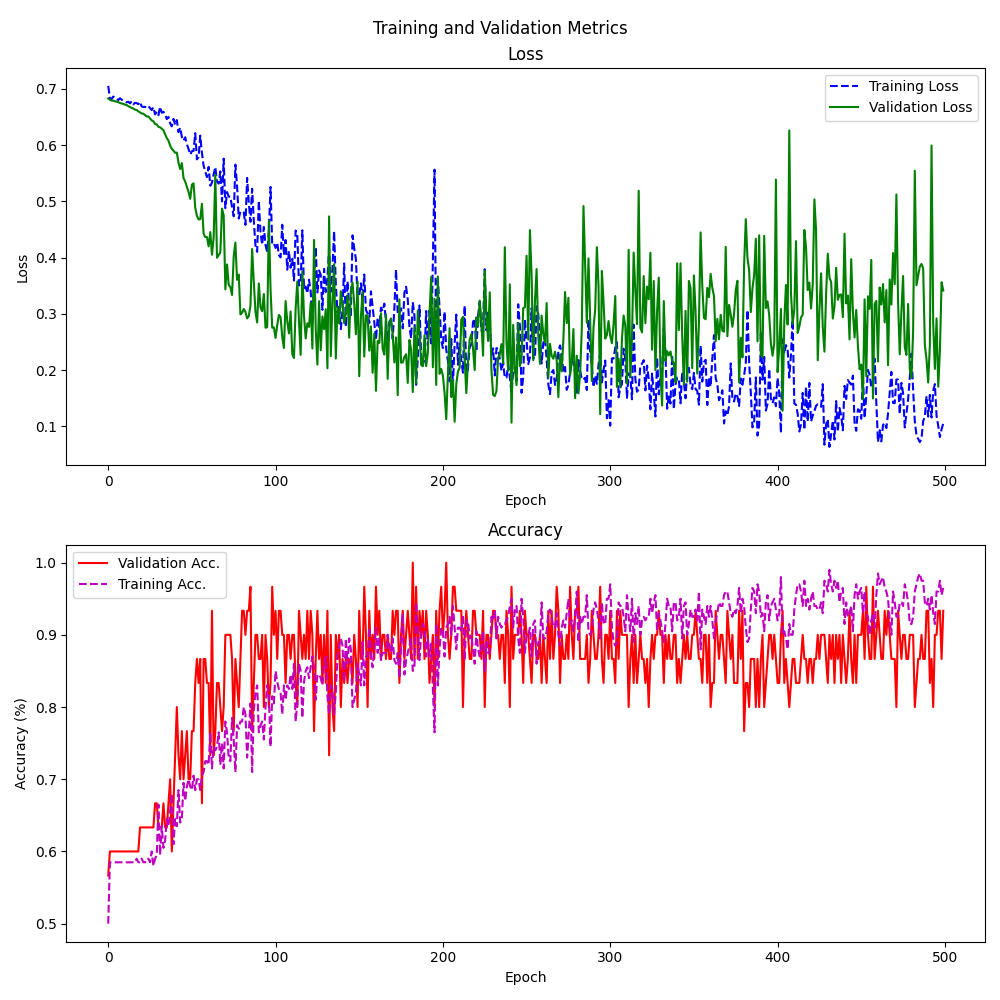 Training and Validation Metrics
Loss
Training Loss
Validation Loss
0.7
0.6
0.5
0.4
0.3
0.2
0.1
Loss
0 100 200 300 400 500
Epoch
Accuracy
Validation Acc.
Training Acc.
1.0
0.9
0.8
0.7
0.6
0.5
Accuracy (%)
0 100 200 300 400 500
Epoch